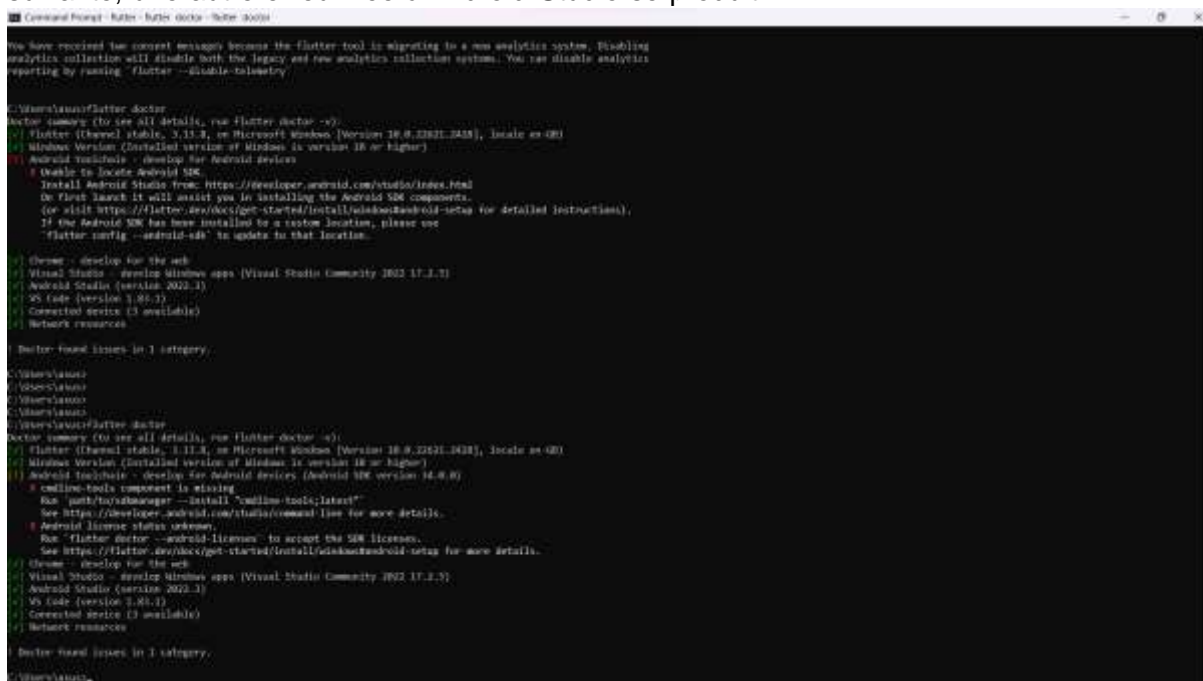 Command Prompt - flutter - flutter doctor - flutter doctor
You have received two consent messages because the flutter tool is migrating to a new analytics system. Disabling
analytics collection will disable both the legacy and new analytics collection systems. You can disable analytics
reporting by running `flutter --disable-telemetry`
C:\Users\asus>flutter doctor
Doctor summary (to see all details, run flutter doctor -v):
[√] Flutter (Channel stable, 3.13.8, on Microsoft Windows [Version 10.0.22621.2428], locale en-GB)
[√] Windows Version (Installed version of Windows is version 10 or higher)
[X] Android toolchain - develop for Android devices
X Unable to locate Android SDK.
Install Android Studio from: https://developer.android.com/studio/index.html
On first launch it will assist you in installing the Android SDK components.
(or visit https://flutter.dev/docs/get-started/install/windows#android-setup for detailed instructions).
If the Android SDK has been installed to a custom location, please use
`flutter config --android-sdk` to update to that location.
[√] Chrome - develop for the web
[√] Visual Studio - develop Windows apps (Visual Studio Community 2022 17.2.5)
[√] Android Studio (version 2022.3)
[√] VS Code (version 1.83.1)
[√] Connected device (3 available)
[√] Network resources
! Doctor found issues in 1 category.
C:\Users\asus>
C:\Users\asus>
C:\Users\asus>
C:\Users\asus>
C:\Users\asus>flutter doctor
Doctor summary (to see all details, run flutter doctor -v):
[√] Flutter (Channel stable, 3.13.8, on Microsoft Windows [Version 10.0.22621.2428], locale en-GB)
[√] Windows Version (Installed version of Windows is version 10 or higher)
[!] Android toolchain - develop for Android devices (Android SDK version 34.0.0)
X cmdline-tools component is missing
Run `path/to/sdkmanager --install "cmdline-tools;latest"`
See https://developer.android.com/studio/command-line for more details.
X Android license status unknown.
Run `flutter doctor --android-licenses` to accept the SDK licenses.
See https://flutter.dev/docs/get-started/install/windows#android-setup for more details.
[√] Chrome - develop for the web
[√] Visual Studio - develop Windows apps (Visual Studio Community 2022 17.2.5)
[√] Android Studio (version 2022.3)
[√] VS Code (version 1.83.1)
[√] Connected device (3 available)
[√] Network resources
! Doctor found issues in 1 category.
C:\Users\asus>